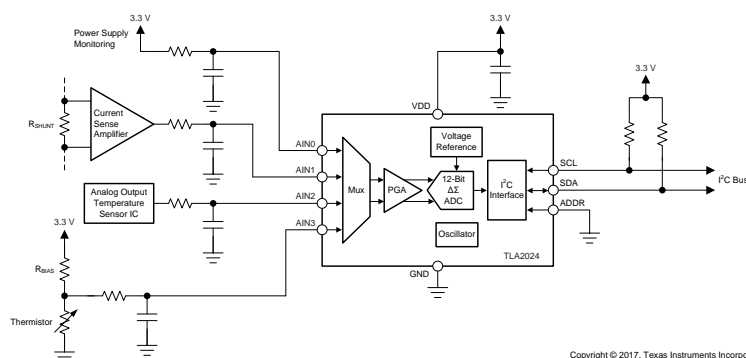 3.3 V
Power Supply
Monitoring
3.3 V
3.3 V
VDD
RSHUNT
Current
Sense
Amplifier
AIN0
AIN1
AIN2
AIN3
Mux
PGA
Voltage
Reference
12-Bit
ΔΣ
ADC
Oscillator
I²C
Interface
SCL
SDA
ADDR
I²C Bus
TLA2024
GND
Analog Output
Temperature
Sensor IC
3.3 V
RBIAS
Thermistor
Copyright © 2017, Texas Instruments Incorpo